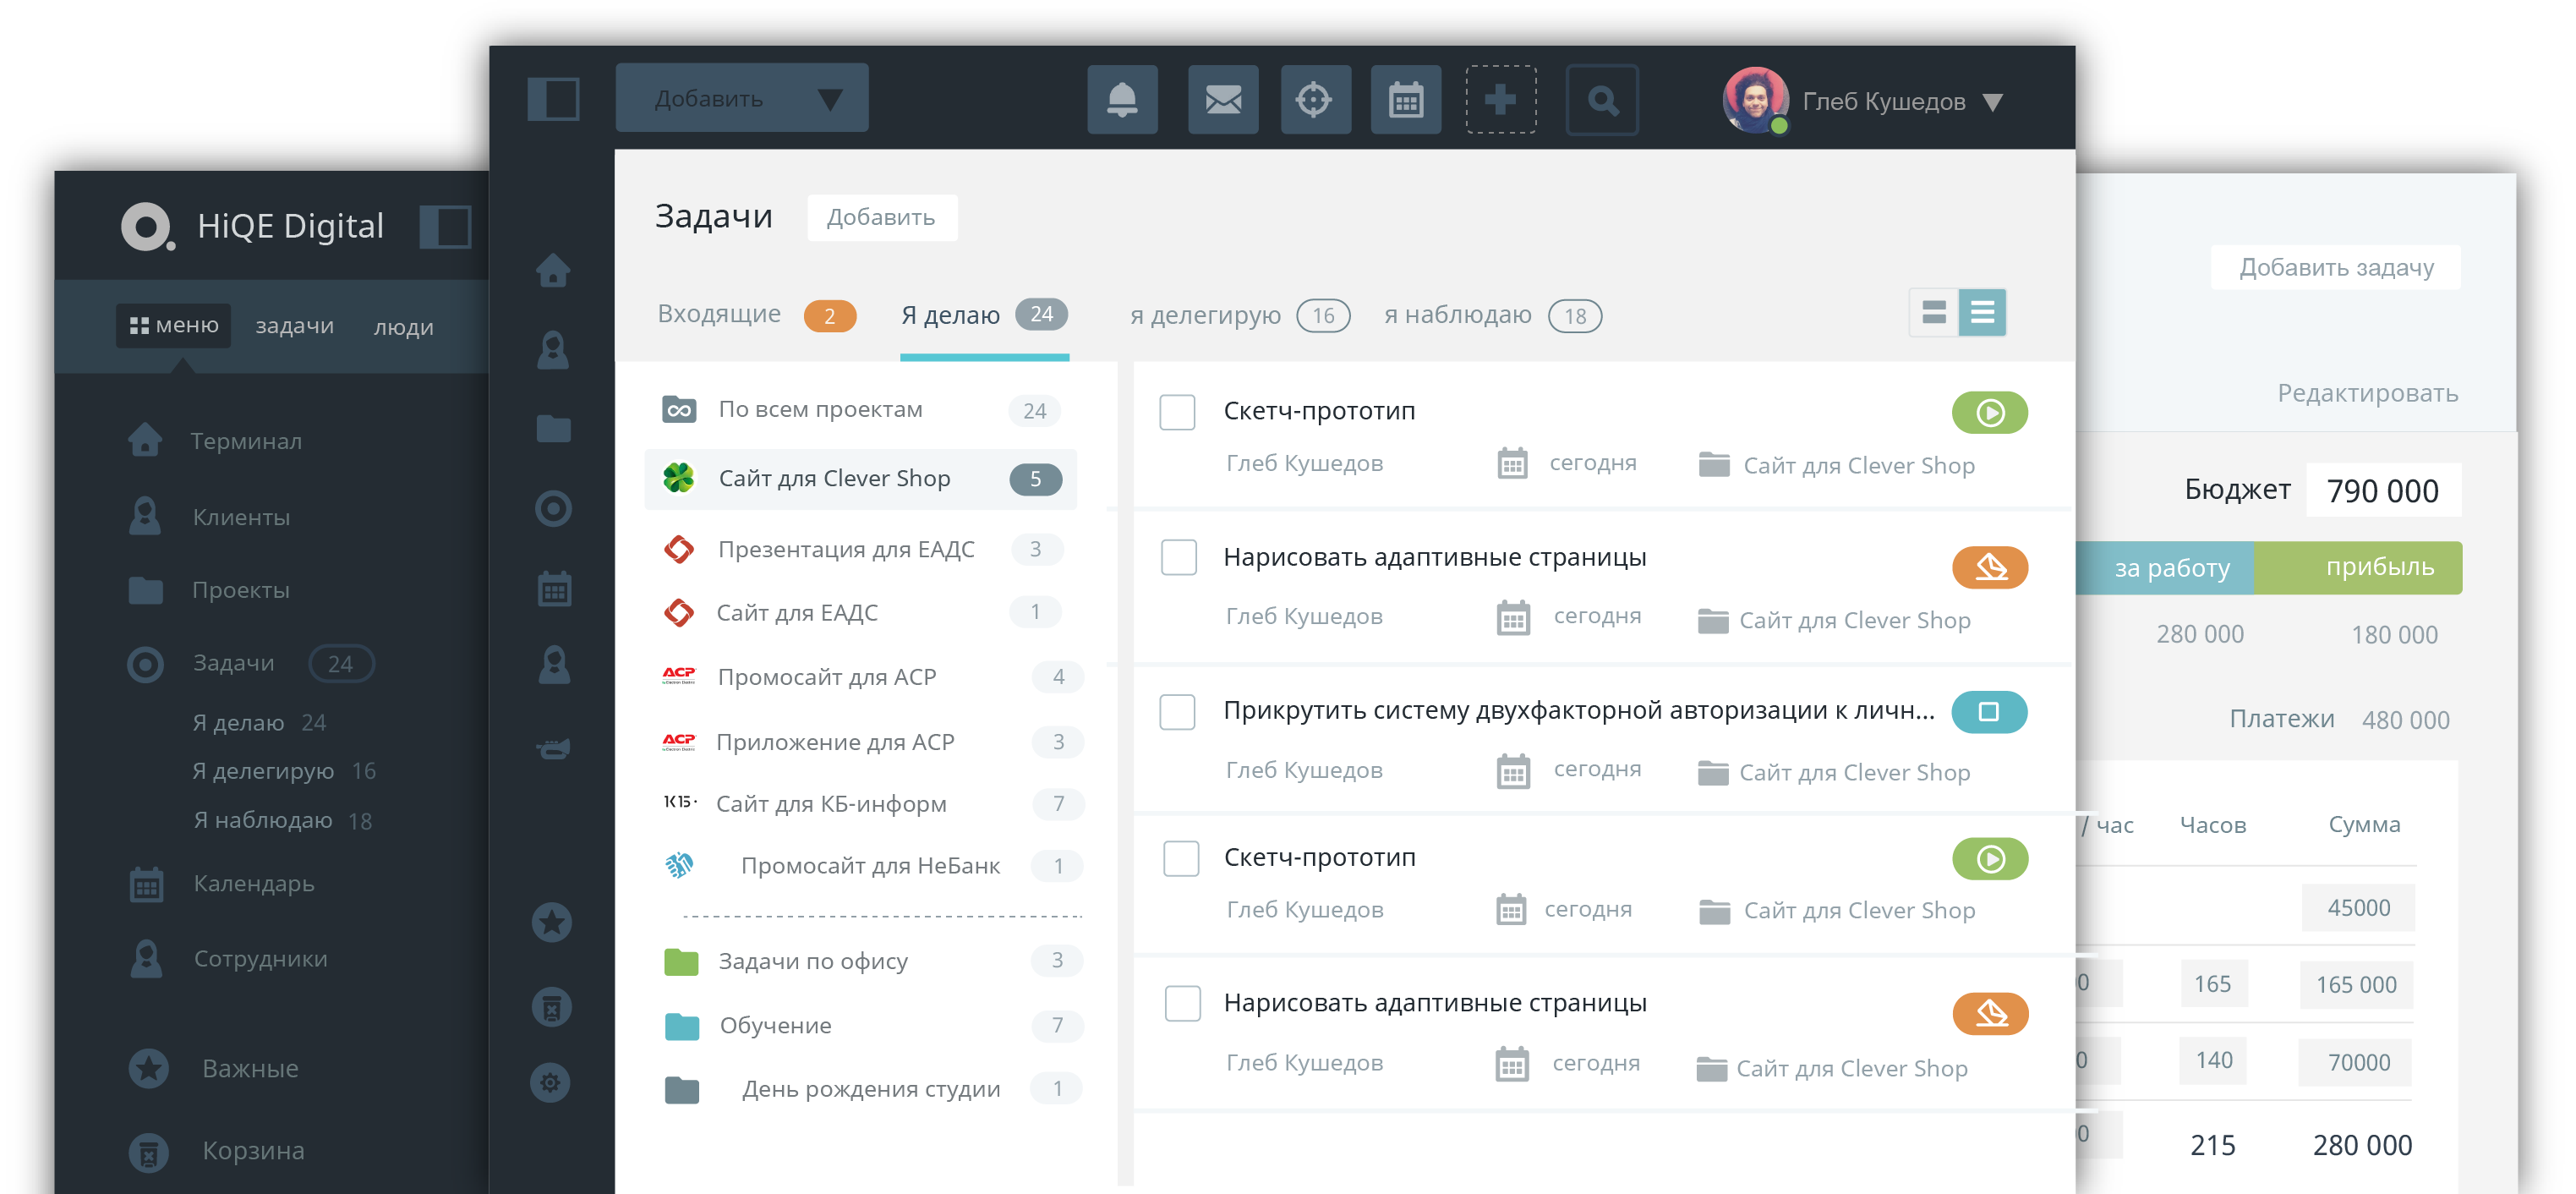 HiQE Digital
меню задачи люди
Терминал
Клиенты
Проекты
Задачи 24
Я делаю 24
Я делегирую 16
Я наблюдаю 18
Календарь
Сотрудники
Важные
Корзина
Добавить
Глеб Кушедов
Задачи Добавить
Входящие 2 Я делаю 24 я делегирую 16 я наблюдаю 18
По всем проектам 24
Сайт для Clever Shop 5
Презентация для ЕАДС 3
Сайт для ЕАДС 1
ACP Промосайт для АСР 4
ACP Приложение для АСР 3
Сайт для КБ-информ 7
Промосайт для НеБанк 1
Задачи по офису 3
Обучение 7
День рождения студии 1
Скетч-прототип
Глеб Кушедов сегодня Сайт для Clever Shop
Нарисовать адаптивные страницы
Глеб Кушедов сегодня Сайт для Clever Shop
Прикрутить систему двухфакторной авторизации к личн...
Глеб Кушедов сегодня Сайт для Clever Shop
Скетч-прототип
Глеб Кушедов сегодня Сайт для Clever Shop
Нарисовать адаптивные страницы
Глеб Кушедов сегодня Сайт для Clever Shop
Добавить задачу
Редактировать
Бюджет 790 000
за работу прибыль
280 000 180 000
Платежи 480 000
/ час Часов Сумма
45000
0 165 165 000
0 140 70000
0 215 280 000